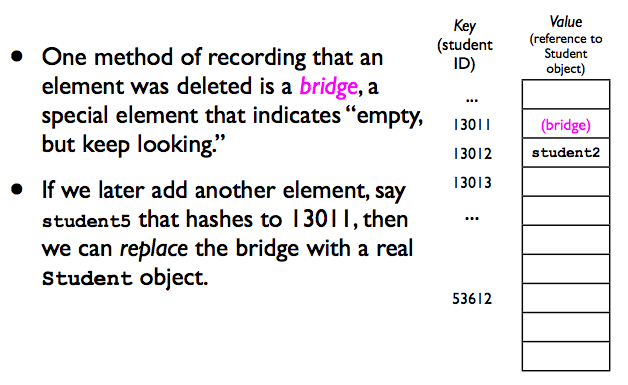 • One method of recording that an
element was deleted is a bridge, a
special element that indicates “empty,
but keep looking.”
• If we later add another element, say
student5 that hashes to 13011, then
we can replace the bridge with a real
Student object.
Key
(student
ID)
Value
(reference to
Student
object)
...
13011 (bridge)
13012 student2
13013
...
53612